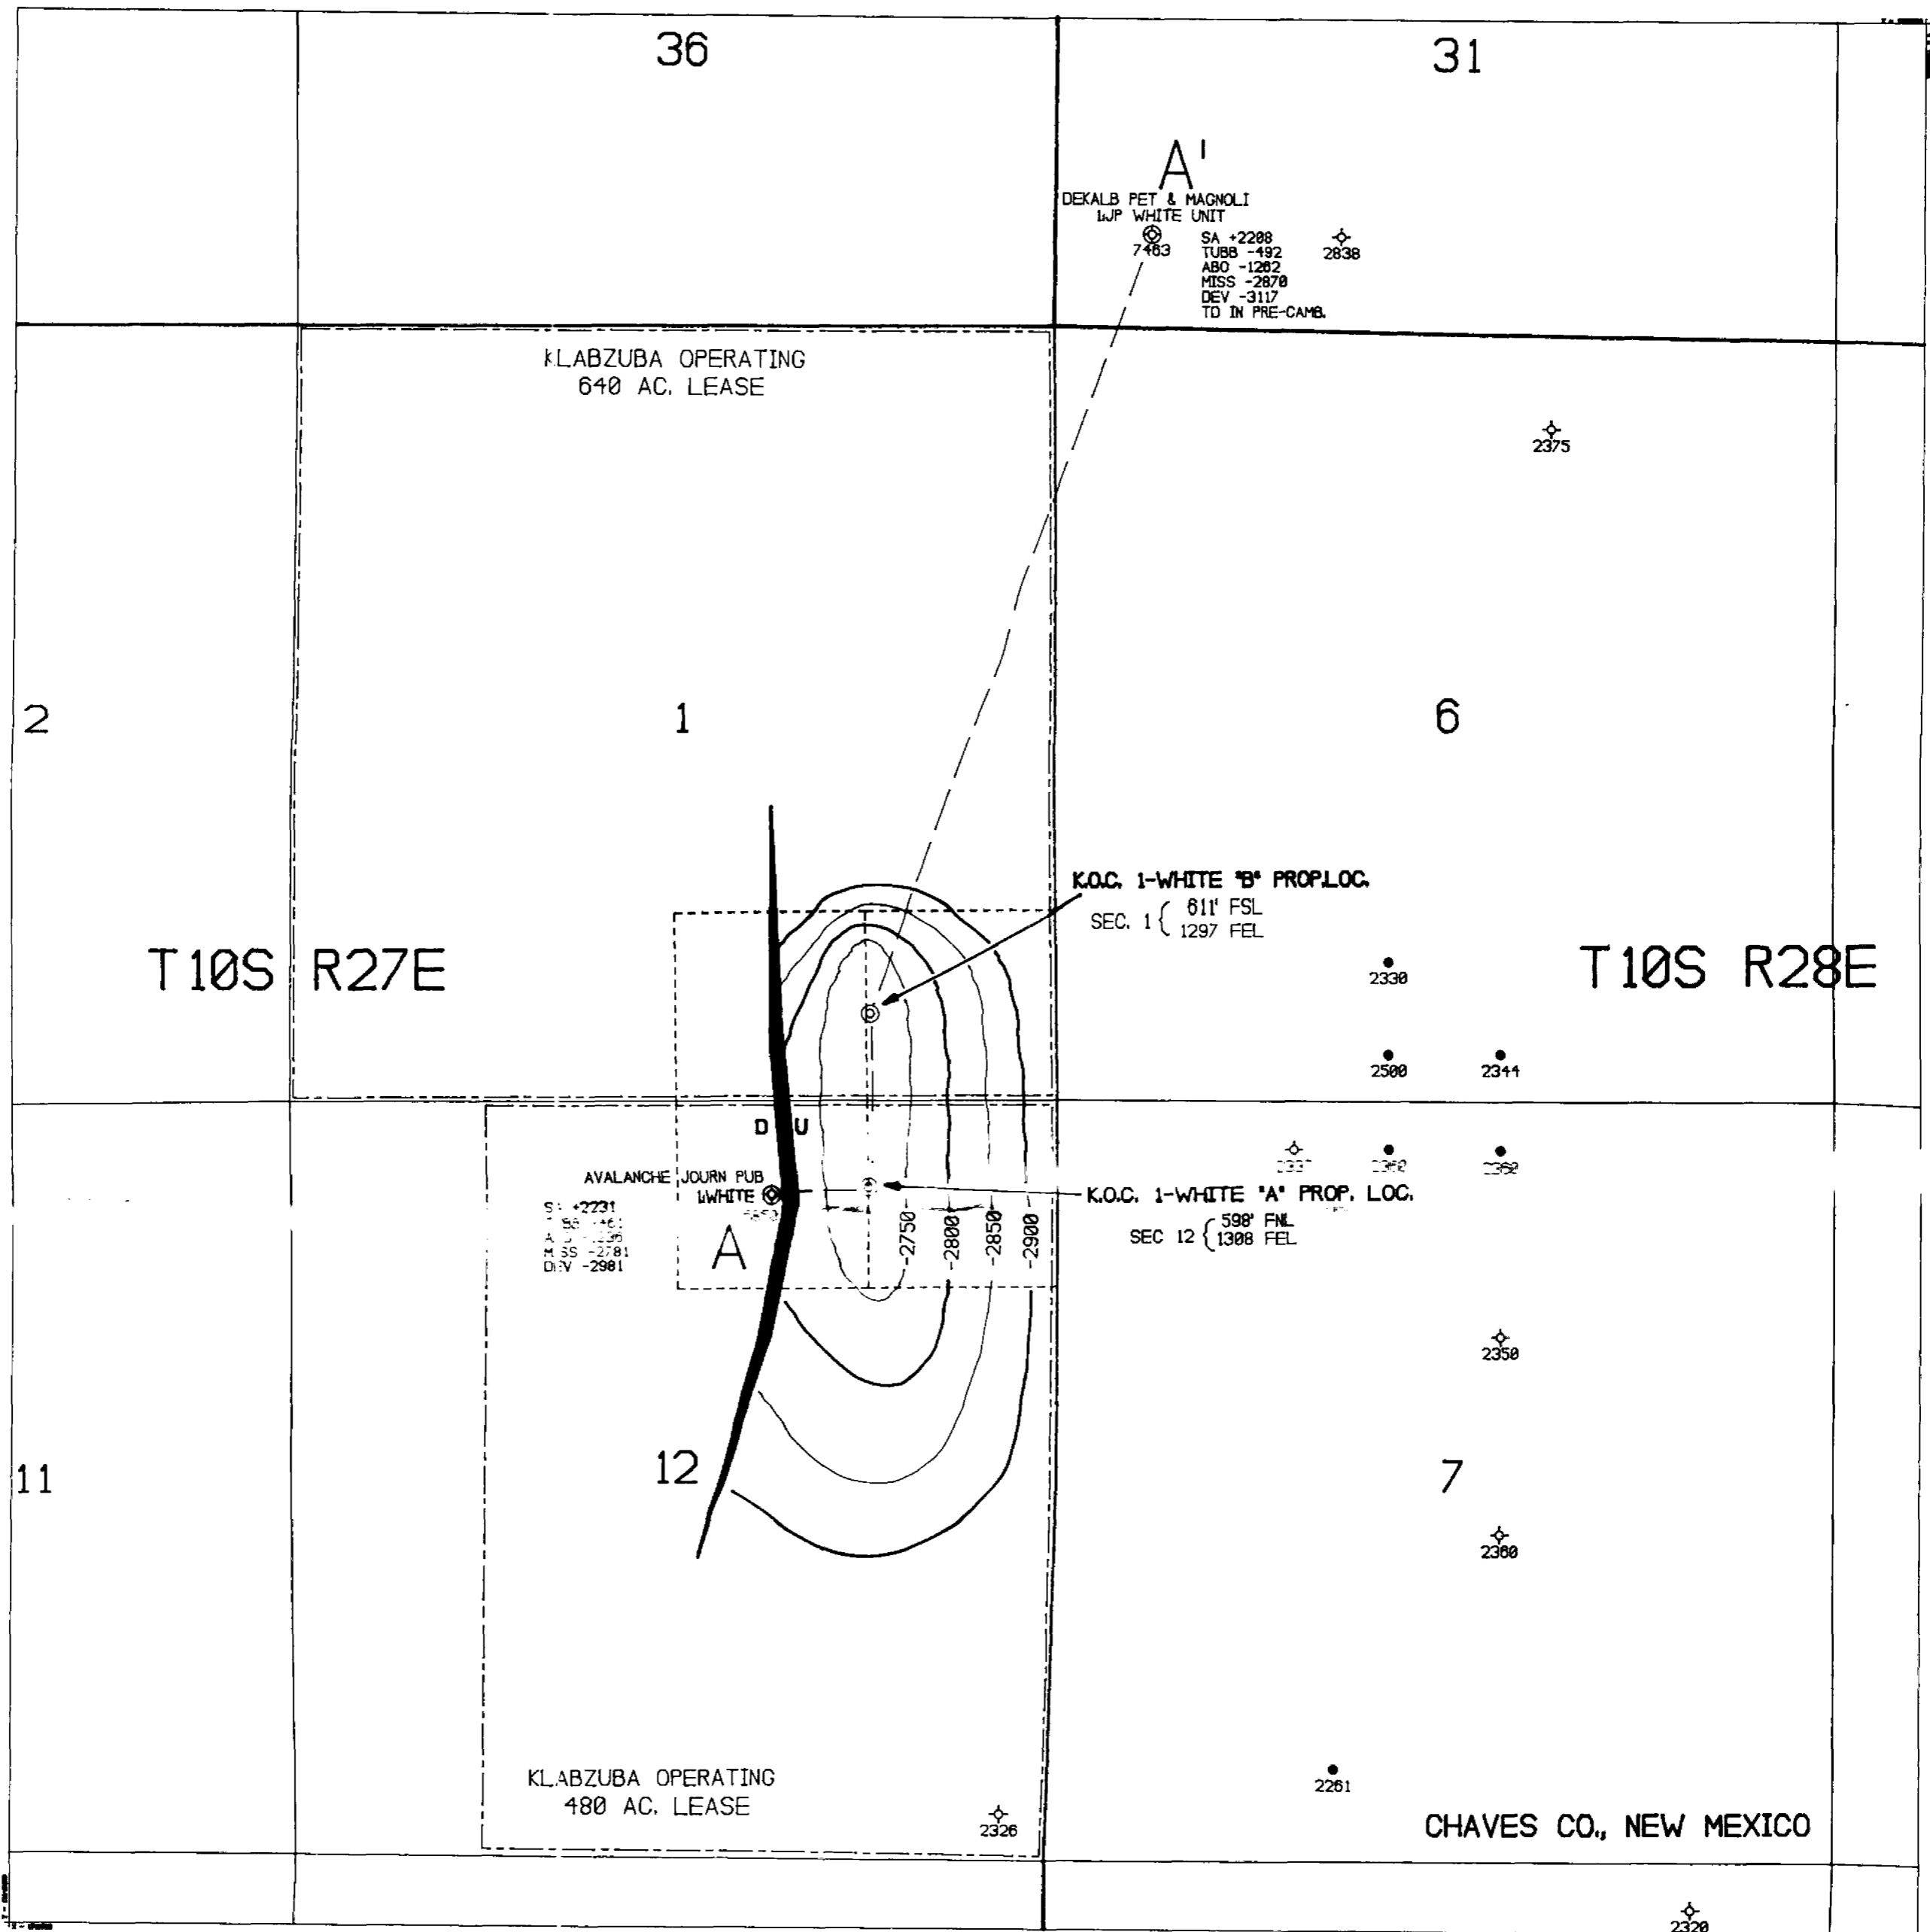 36
31
A'
DEKALB PET & MAGNOLI
1JP WHITE UNIT
7463
SA +2208
TUBB -492
ABO -1262
MISS -2870
DEV -3117
TD IN PRE-CAMB.
2838
KLABZUBA OPERATING
640 AC. LEASE
2375
2
1
6
K.O.C. 1-WHITE "B" PROP.LOC.
SEC. 1 { 611' FSL
1297 FEL
T10S R27E
T10S R28E
2330
2500
2344
D U
AVALANCHE JOURN PUB
1WHITE
+2231
MISS -2781
DEV -2981
A
K.O.C. 1-WHITE "A" PROP. LOC.
SEC 12 { 598' FNL
1308 FEL
-2750
-2800
-2850
-2900
2350
11
12
7
2360
KLABZUBA OPERATING
480 AC. LEASE
2326
2261
CHAVES CO., NEW MEXICO
2320